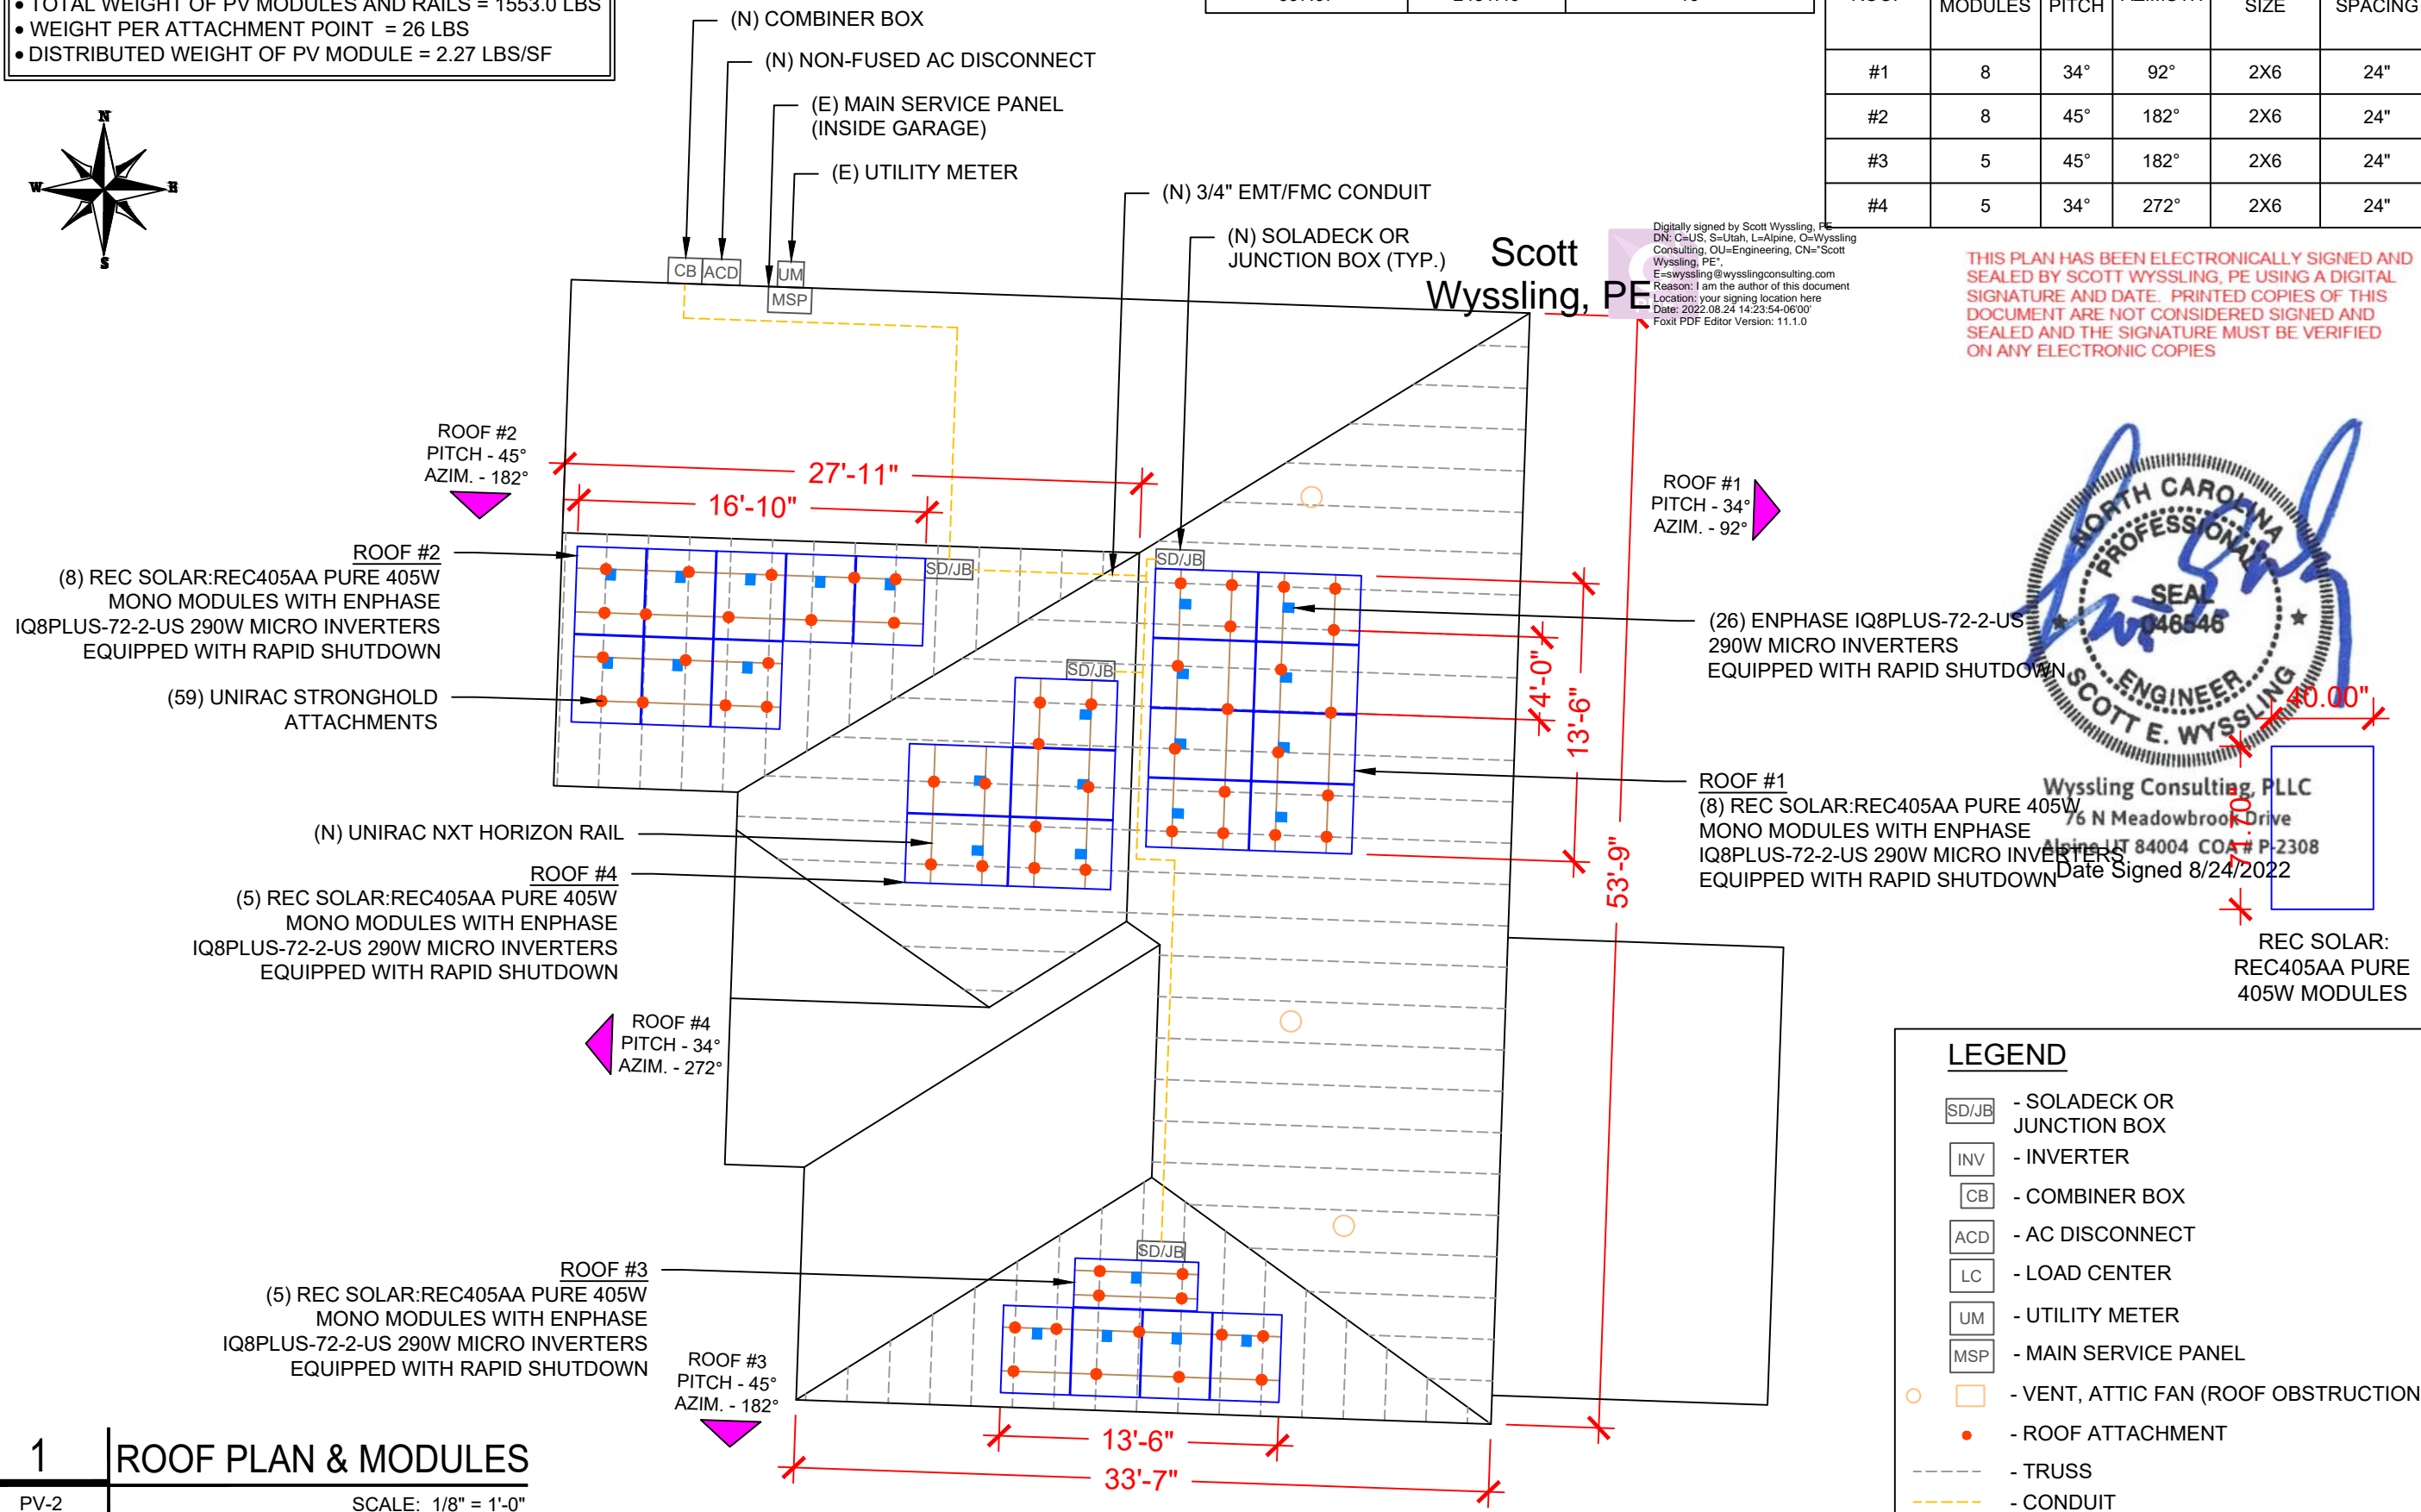 • TOTAL WEIGHT OF PV MODULES AND RAILS = 1553.0 LBS
• WEIGHT PER ATTACHMENT POINT = 26 LBS
• DISTRIBUTED WEIGHT OF PV MODULE = 2.27 LBS/SF
MODULES PITCH SIZE SPACING
#1 8 34° 92° 2X6 24"
#2 8 45° 182° 2X6 24"
#3 5 45° 182° 2X6 24"
#4 5 34° 272° 2X6 24"
N
W
E
S
(N) COMBINER BOX
(N) NON-FUSED AC DISCONNECT
(E) MAIN SERVICE PANEL
(INSIDE GARAGE)
(E) UTILITY METER
(N) 3/4" EMT/FMC CONDUIT
(N) SOLADECK OR
JUNCTION BOX (TYP.)
Scott
Wyssling, PE
Digitally signed by Scott Wyssling, PE
DN: C=US, S=Utah, L=Alpine, O=Wyssling
Consulting, OU=Engineering, CN="Scott
Wyssling, PE",
E=swyssling@wysslingconsulting.com
Reason: I am the author of this document
Location: your signing location here
Date: 2022.08.24 14:23:54-06'00'
Foxit PDF Editor Version: 11.1.0
THIS PLAN HAS BEEN ELECTRONICALLY SIGNED AND
SEALED BY SCOTT WYSSLING, PE USING A DIGITAL
SIGNATURE AND DATE. PRINTED COPIES OF THIS
DOCUMENT ARE NOT CONSIDERED SIGNED AND
SEALED AND THE SIGNATURE MUST BE VERIFIED
ON ANY ELECTRONIC COPIES
CB ACD UM
MSP
ROOF #2
PITCH - 45°
AZIM. - 182°
27'-11"
16'-10"
ROOF #1
PITCH - 34°
AZIM. - 92°
NORTH CAROLINA
PROFESSIONAL
SEAL
046546
ENGINEER
SCOTT E. WYSSLING
ROOF #2
(8) REC SOLAR:REC405AA PURE 405W
MONO MODULES WITH ENPHASE
IQ8PLUS-72-2-US 290W MICRO INVERTERS
EQUIPPED WITH RAPID SHUTDOWN
SD/JB
SD/JB
SD/JB
(26) ENPHASE IQ8PLUS-72-2-US
290W MICRO INVERTERS
EQUIPPED WITH RAPID SHUTDOWN
(59) UNIRAC STRONGHOLD
ATTACHMENTS
4'-0"
13'-6"
53'-9"
40.00"
71.70"
Wyssling Consulting, PLLC
76 N Meadowbrook Drive
Alpine UT 84004 COA # P-2308
Date Signed 8/24/2022
ROOF #1
(8) REC SOLAR:REC405AA PURE 405W
MONO MODULES WITH ENPHASE
IQ8PLUS-72-2-US 290W MICRO INVERTERS
EQUIPPED WITH RAPID SHUTDOWN
REC SOLAR:
REC405AA PURE
405W MODULES
(N) UNIRAC NXT HORIZON RAIL
ROOF #4
(5) REC SOLAR:REC405AA PURE 405W
MONO MODULES WITH ENPHASE
IQ8PLUS-72-2-US 290W MICRO INVERTERS
EQUIPPED WITH RAPID SHUTDOWN
ROOF #4
PITCH - 34°
AZIM. - 272°
SD/JB
ROOF #3
(5) REC SOLAR:REC405AA PURE 405W
MONO MODULES WITH ENPHASE
IQ8PLUS-72-2-US 290W MICRO INVERTERS
EQUIPPED WITH RAPID SHUTDOWN
ROOF #3
PITCH - 45°
AZIM. - 182°
13'-6"
33'-7"
LEGEND
SD/JB - SOLADECK OR
JUNCTION BOX
INV - INVERTER
CB - COMBINER BOX
ACD - AC DISCONNECT
LC - LOAD CENTER
UM - UTILITY METER
MSP - MAIN SERVICE PANEL
- VENT, ATTIC FAN (ROOF OBSTRUCTION
- ROOF ATTACHMENT
- TRUSS
- CONDUIT
1 ROOF PLAN & MODULES
PV-2 SCALE: 1/8" = 1'-0"